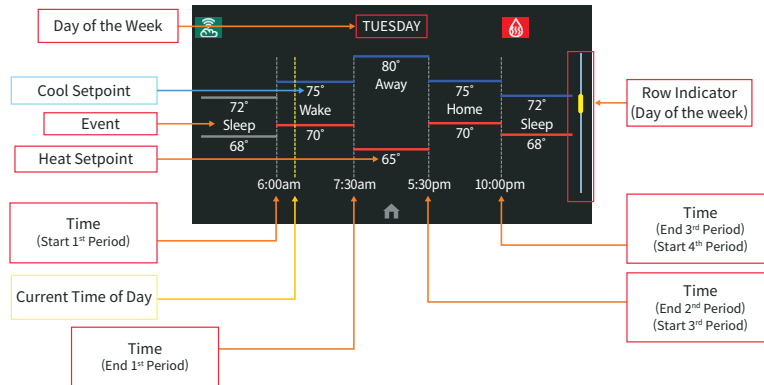 Day of the Week
TUESDAY
Cool Setpoint
Event
Heat Setpoint
72°
Sleep
68°
75°
Wake
70°
80°
Away
65°
75°
Home
70°
72°
Sleep
68°
6:00am
7:30am
5:30pm
10:00pm
Row Indicator
(Day of the week)
Time
(Start 1st Period)
Current Time of Day
Time
(End 1st Period)
Time
(End 3rd Period)
(Start 4th Period)
Time
(End 2nd Period)
(Start 3rd Period)